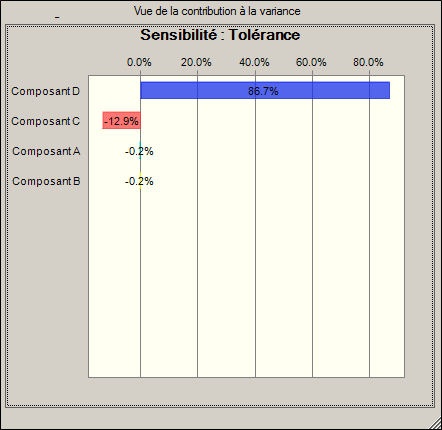 Vue de la contribution à la variance
Sensibilité : Tolérance
0.0% 20.0% 40.0% 60.0% 80.0%
Composant D 86.7%
Composant C -12.9%
Composant A -0.2%
Composant B -0.2%